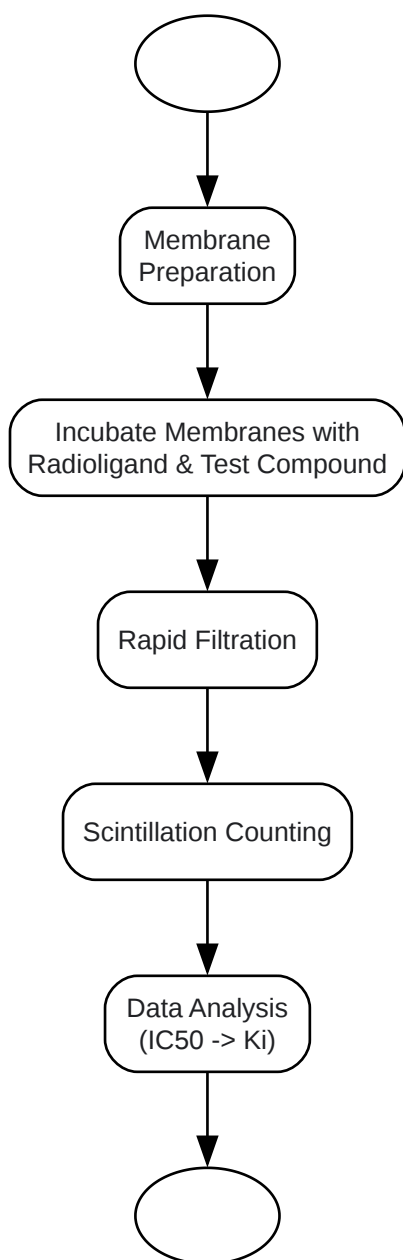 Membrane
Preparation
Incubate Membranes with
Radioligand & Test Compound
Rapid Filtration
Scintillation Counting
Data Analysis
(IC50 -> Ki)